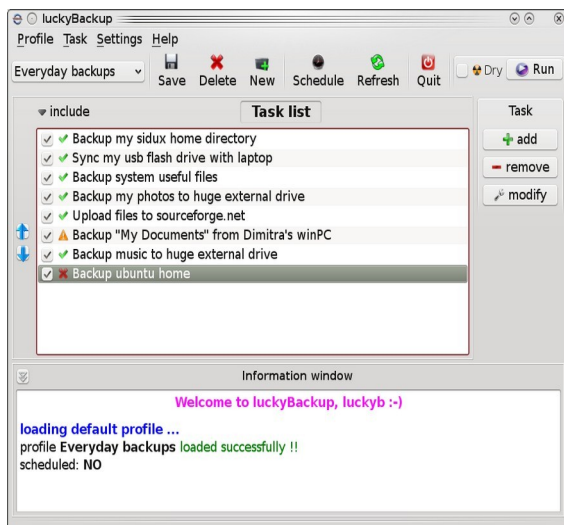 luckyBackup
Profile Task Settings Help
Everyday backups Save Delete New Schedule Refresh Quit Dry Run
include Task list Task
Backup my sidux home directory
add
Sync my usb flash drive with laptop
Backup system useful files
remove
Backup my photos to huge external drive
modify
Upload files to sourceforge.net
Backup "My Documents" from Dimitra's winPC
Backup music to huge external drive
Backup ubuntu home
Information window
Welcome to luckyBackup, luckyb :-)
loading default profile ...
profile Everyday backups loaded successfully !!
scheduled: NO